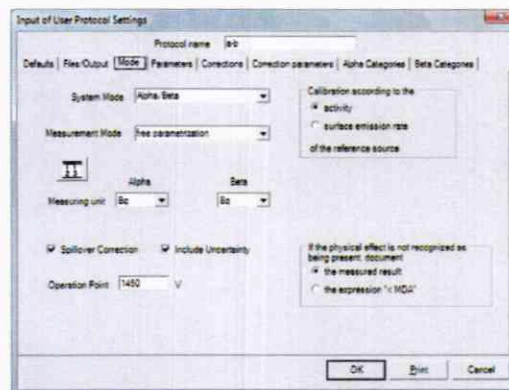 Input of User Protocol Settings
Protocol name a-b
Defaults Files/Output Mode Parameters Corrections Correction parameters Alpha Categories Beta Categories
System Mode Alpha/Beta
Calibration according to the
activity
surface emission rate
of the reference source
Measurement Mode free parametrization
Alpha Beta
Measuring unit Bq Bq
Spillover Correction Include Uncertainty
If the physical effect is not recognized as
being present, document
the measured result
the expression "< MDA"
Operation Point 1450 V
OK Print Cancel